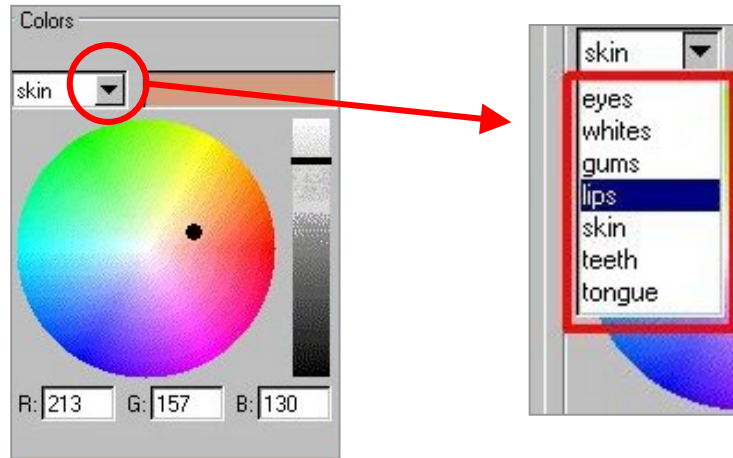 Colors
skin
R: 213 G: 157 B: 130
skin
eyes
whites
gums
lips
skin
teeth
tongue